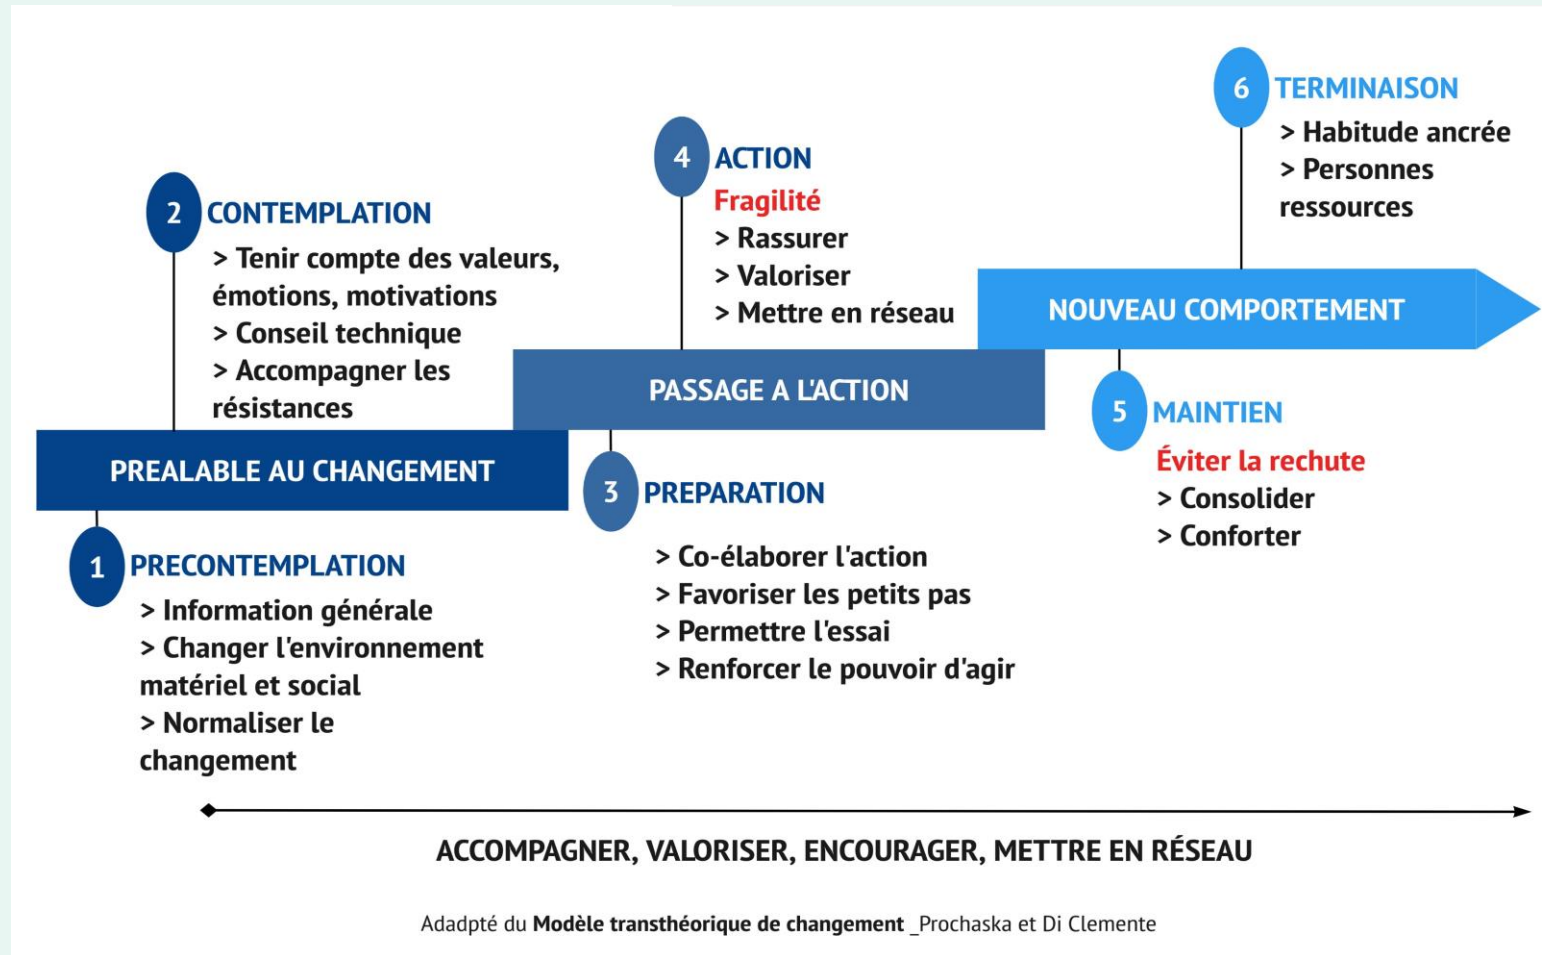 6
TERMINAISON
> Habitude ancrée
> Personnes
ressources
4
ACTION
Fragilité
> Rassurer
> Valoriser
> Mettre en réseau
2
CONTEMPLATION
> Tenir compte des valeurs,
émotions, motivations
> Conseil technique
> Accompagner les
résistances
NOUVEAU COMPORTEMENT
PASSAGE A L'ACTION
PREALABLE AU CHANGEMENT
5
MAINTIEN
Éviter la rechute
> Consolider
> Conforter
3
PREPARATION
> Co-élaborer l'action
> Favoriser les petits pas
> Permettre l'essai
> Renforcer le pouvoir d'agir
1
PRECONTEMPLATION
> Information générale
> Changer l'environnement
matériel et social
> Normaliser le
changement
ACCOMPAGNER, VALORISER, ENCOURAGER, METTRE EN RÉSEAU
Adadpté du Modèle transthéorique de changement _Prochaska et Di Clemente